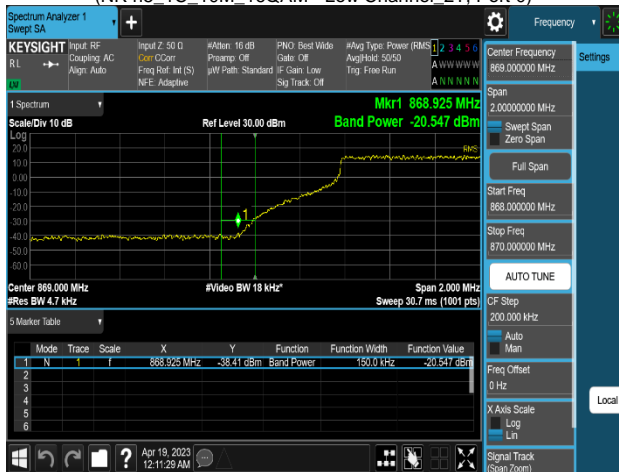 Spectrum Analyzer 1
Swept SA
+
Frequency
KEYSIGHT
Input: RF
Input Z: 50 Ω
#Atten: 16 dB
PNO: Best Wide
#Avg Type: Power (RMS
1 2 3 4 5 6
R L
Coupling: AC
Corr CCorr
Preamp: Off
Gate: Off
Avg|Hold: 50/50
A W W W W W
Align: Auto
Freq Ref: Int (S)
µW Path: Standard
IF Gain: Low
Trig: Free Run
NFE: Adaptive
Sig Track: Off
A N N N N N
LXI
1 Spectrum
Mkr1 868.925 MHz
Scale/Div 10 dB
Ref Level 30.00 dBm
Band Power -20.547 dBm
Log
RMS
20.0
10.0
0.00
-10.0
-20.0
-30.0
-40.0
-50.0
-60.0
1
Center 869.000 MHz
#Video BW 18 kHz*
Span 2.000 MHz
#Res BW 4.7 kHz
Sweep 30.7 ms (1001 pts)
5 Marker Table
Mode Trace Scale X Y Function Function Width Function Value
1 N 1 f 868.925 MHz -38.41 dBm Band Power 150.0 kHz -20.547 dBm
2
3
4
5
6
?
Apr 19, 2023
12:11:29 AM
Center Frequency
869.000000 MHz
Settings
Span
2.00000000 MHz
Swept Span
Zero Span
Full Span
Start Freq
868.000000 MHz
Stop Freq
870.000000 MHz
AUTO TUNE
CF Step
200.000 kHz
Auto
Man
Freq Offset
0 Hz
X Axis Scale
Log
Lin
Local
Signal Track
(Span Zoom)